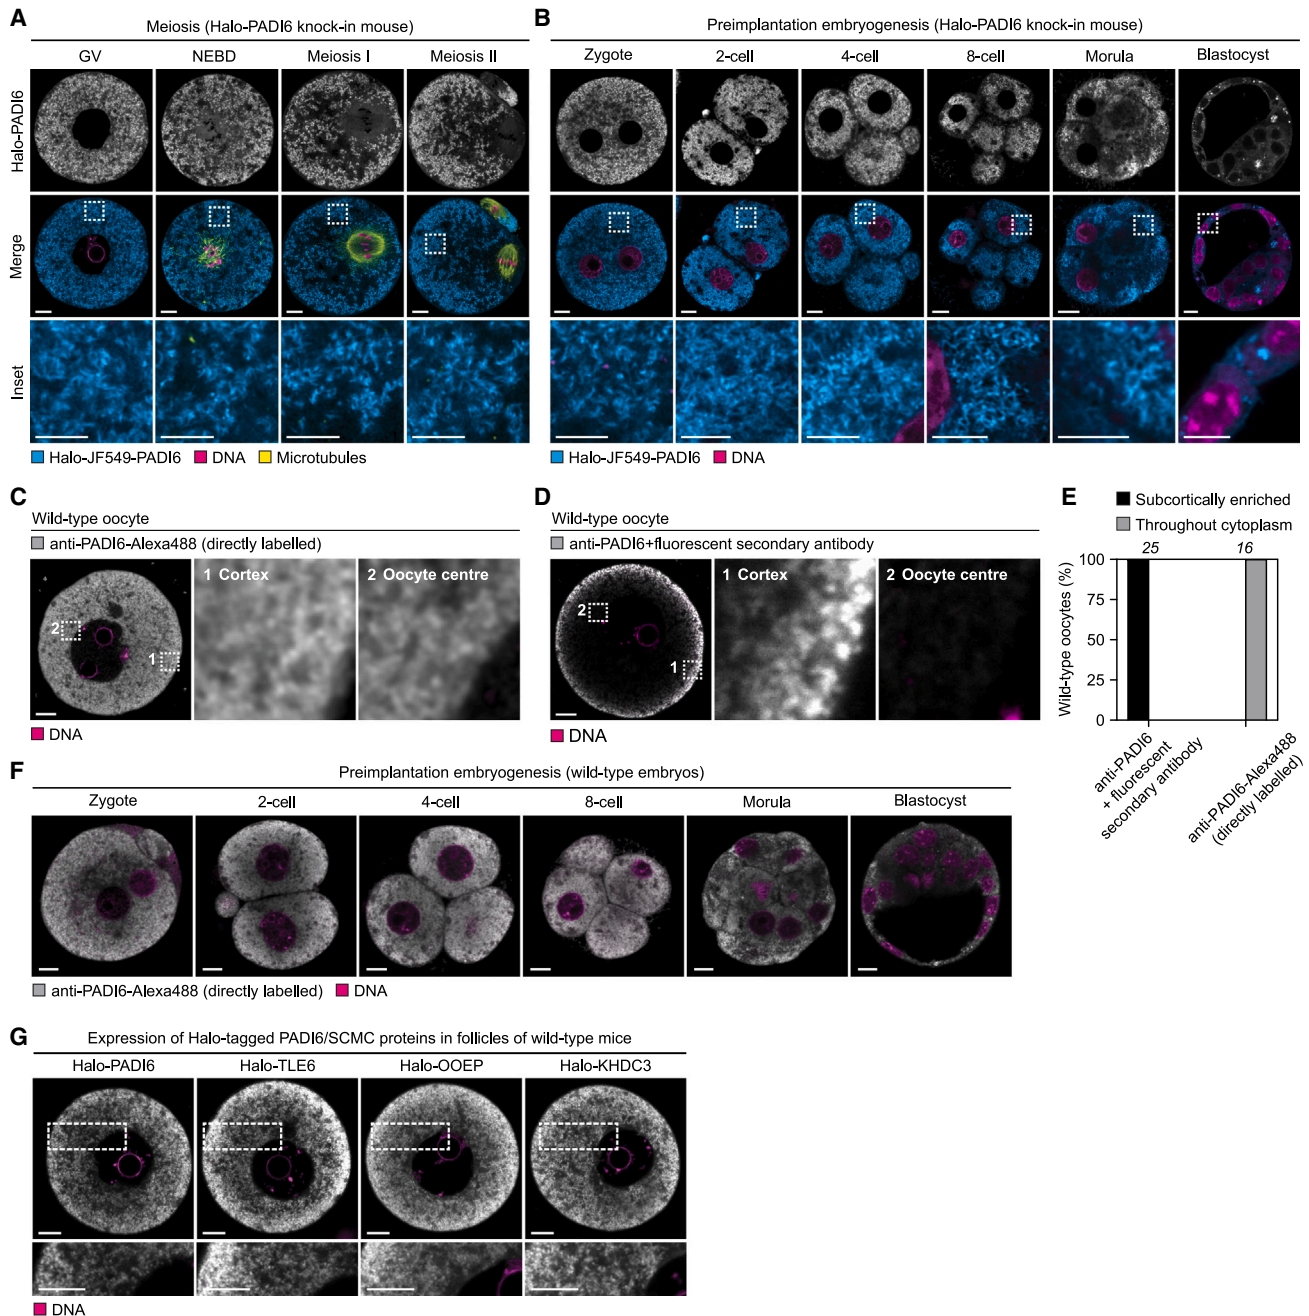 A
Meiosis (Halo-PADI6 knock-in mouse)
GV NEBD Meiosis I Meiosis II
Halo-PADI6
Merge
Inset
Halo-JF549-PADI6 DNA Microtubules
B
Preimplantation embryogenesis (Halo-PADI6 knock-in mouse)
Zygote 2-cell 4-cell 8-cell Morula Blastocyst
Halo-JF549-PADI6 DNA
C
Wild-type oocyte
anti-PADI6-Alexa488 (directly labelled)
1 Cortex 2 Oocyte centre
2
1
DNA
D
Wild-type oocyte
anti-PADI6+fluorescent secondary antibody
1 Cortex 2 Oocyte centre
2
1
DNA
E
Subcortically enriched
Throughout cytoplasm
25 16
Wild-type oocytes (%)
100
75
50
25
0
anti-PADI6
+ fluorescent
secondary antibody
anti-PADI6-Alexa488
(directly labelled)
F
Preimplantation embryogenesis (wild-type embryos)
Zygote 2-cell 4-cell 8-cell Morula Blastocyst
anti-PADI6-Alexa488 (directly labelled) DNA
G
Expression of Halo-tagged PADI6/SCMC proteins in follicles of wild-type mice
Halo-PADI6 Halo-TLE6 Halo-OOEP Halo-KHDC3
DNA